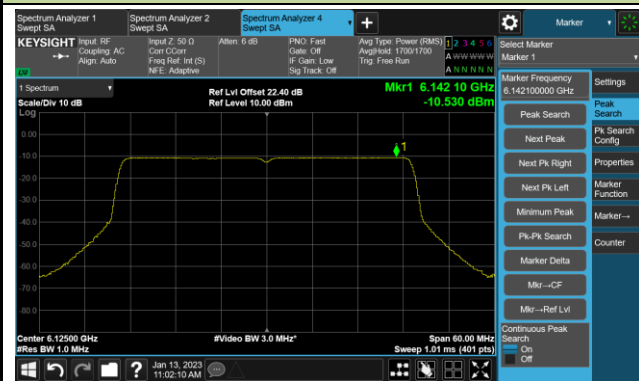 Spectrum Analyzer 1
Swept SA
Spectrum Analyzer 2
Swept SA
Spectrum Analyzer 4
Swept SA
Marker
KEYSIGHT
Input: RF
Coupling: AC
Align: Auto
Input Z: 50 Ω
Corr CCorr
Freq Ref: Int (S)
NFE: Adaptive
Atten: 6 dB
PNO: Fast
Gate: Off
IF Gain: Low
Sig Track: Off
Avg Type: Power (RMS)
Avg|Hold: 1700/1700
Trig: Free Run
1 2 3 4 5 6
A W W W W W
A N N N N N
Select Marker
Marker 1
1 Spectrum
Scale/Div 10 dB
Log
Ref Lvl Offset 22.40 dB
Ref Level 10.00 dBm
Mkr1 6.142 10 GHz
-10.530 dBm
0.00
-10.0
-20.0
-30.0
-40.0
-50.0
-60.0
-70.0
-80.0
1
Center 6.12500 GHz
#Res BW 1.0 MHz
#Video BW 3.0 MHz*
Span 60.00 MHz
Sweep 1.01 ms (401 pts)
Marker Frequency
6.142100000 GHz
Peak Search
Next Peak
Next Pk Right
Next Pk Left
Minimum Peak
Pk-Pk Search
Marker Delta
Mkr→CF
Mkr→Ref Lvl
Continuous Peak
Search
On
Off
Settings
Peak
Search
Pk Search
Config
Properties
Marker
Function
Marker→
Counter
Jan 13, 2023
11:02:10 AM